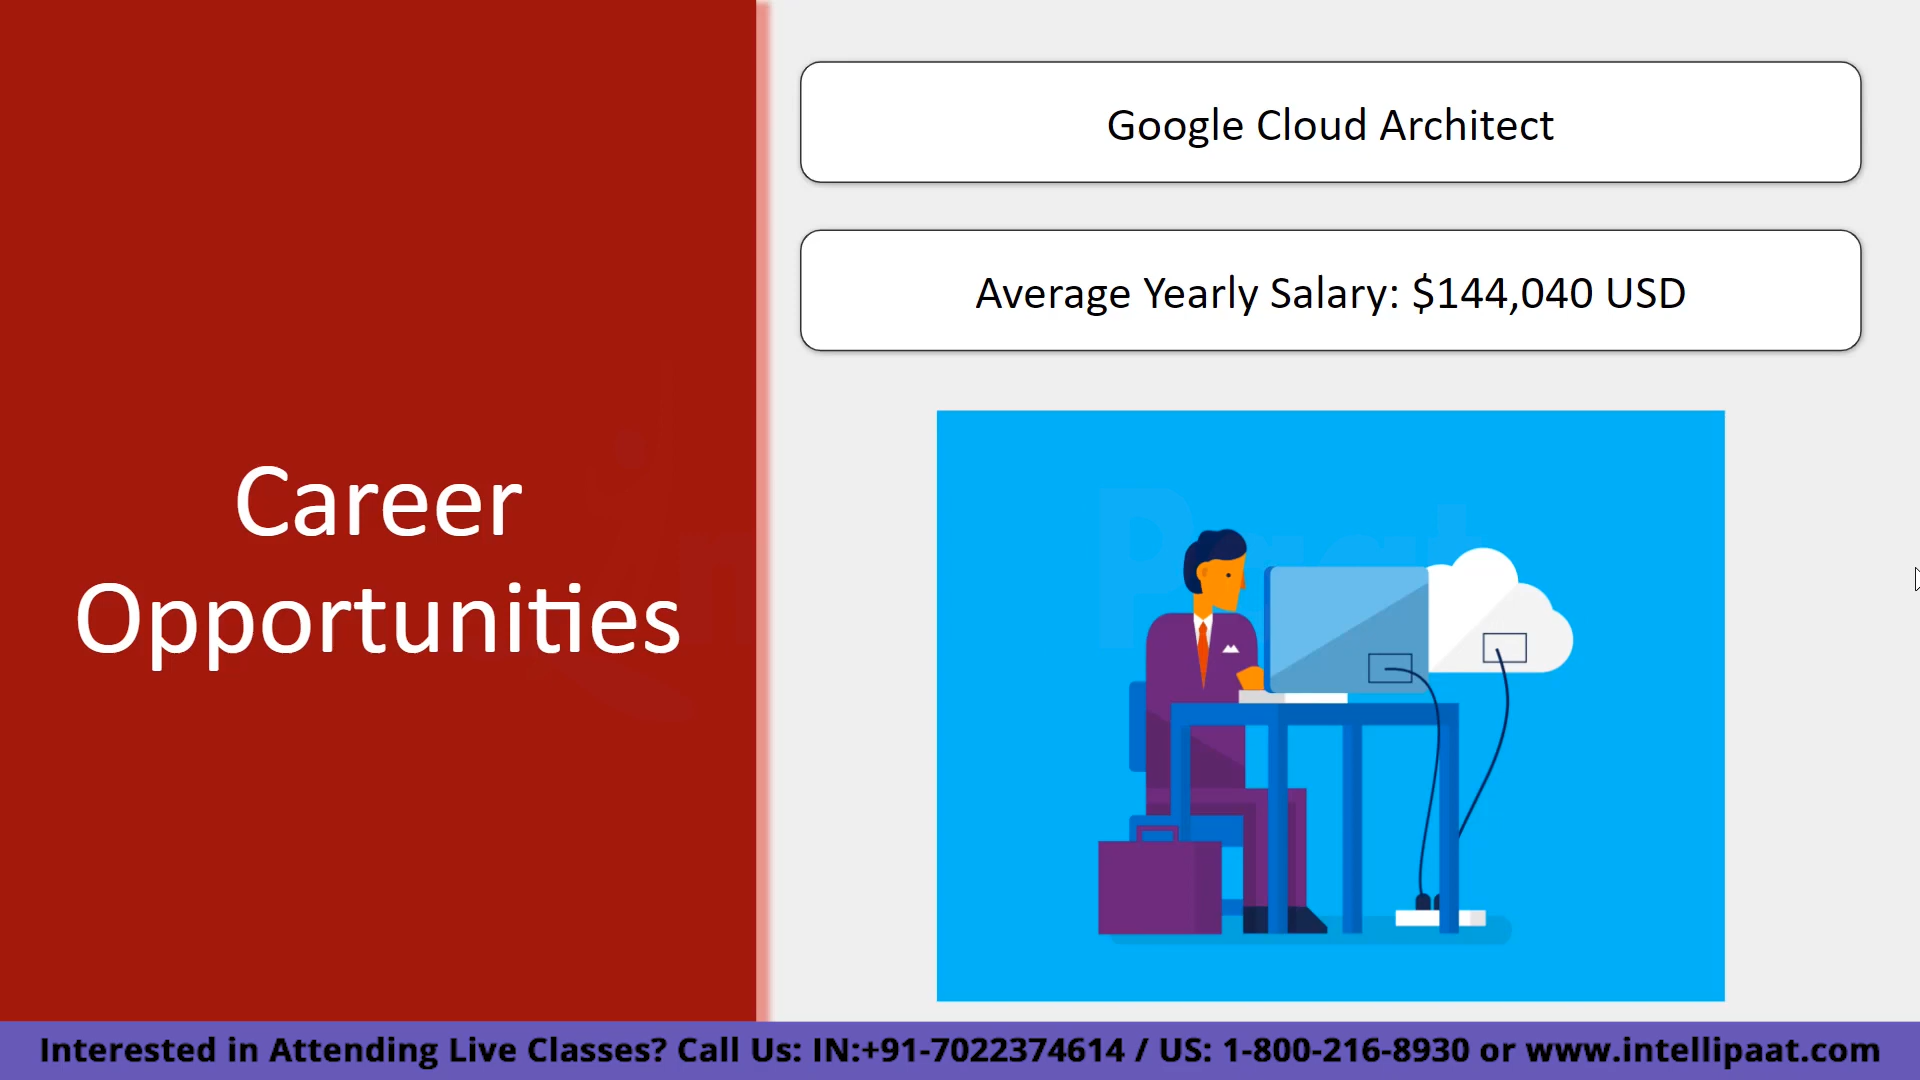 Career
Opportunities
Google Cloud Architect
Average Yearly Salary: $144,040 USD
Interested in Attending Live Classes? Call Us: IN:+91-7022374614 / US: 1-800-216-8930 or www.intellipaat.com